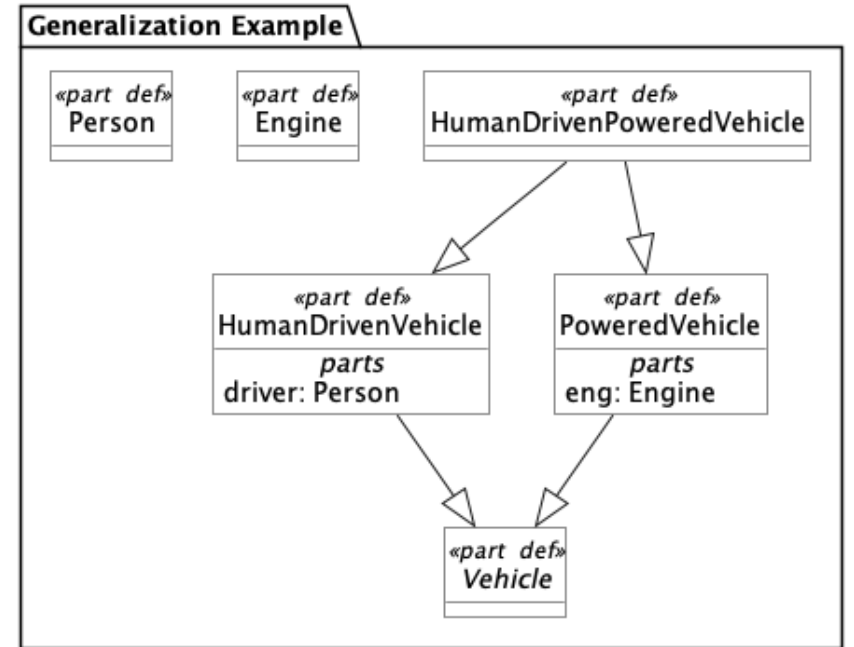 Generalization Example
«part def»
Person
«part def»
Engine
«part def»
HumanDrivenPoweredVehicle
«part def»
HumanDrivenVehicle
parts
driver: Person
«part def»
PoweredVehicle
parts
eng: Engine
«part def»
Vehicle